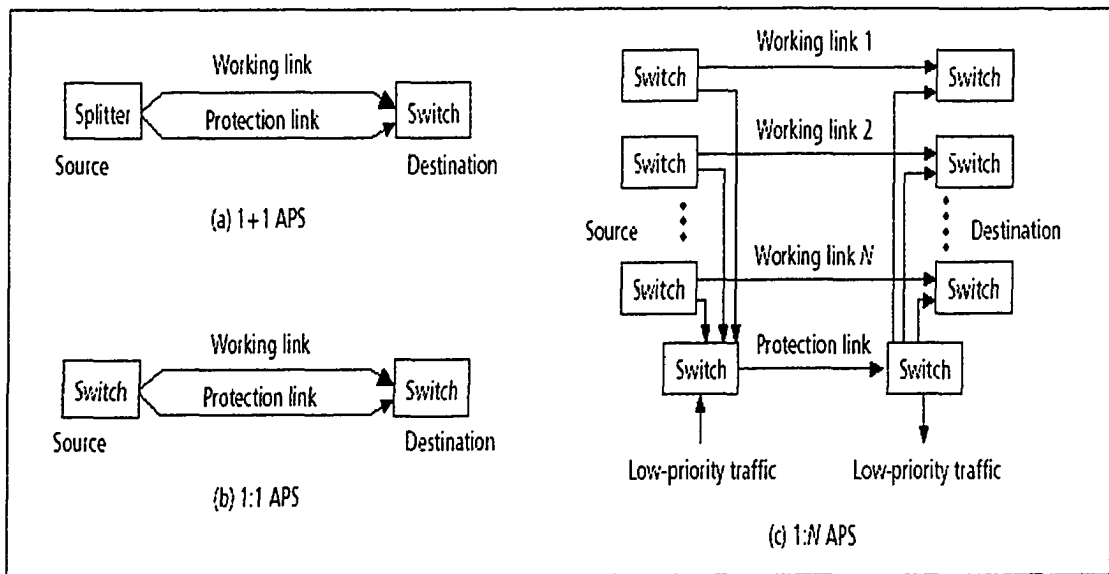 Working link
Splitter
Protection link
Switch
Source
Destination
(a) 1+1 APS
Working link
Switch
Protection link
Switch
Source
Destination
(b) 1:1 APS
Working link 1
Switch
Switch
Working link 2
Switch
Switch
Source
Destination
Working link N
Switch
Switch
Protection link
Switch
Switch
Low-priority traffic
Low-priority traffic
(c) 1:N APS